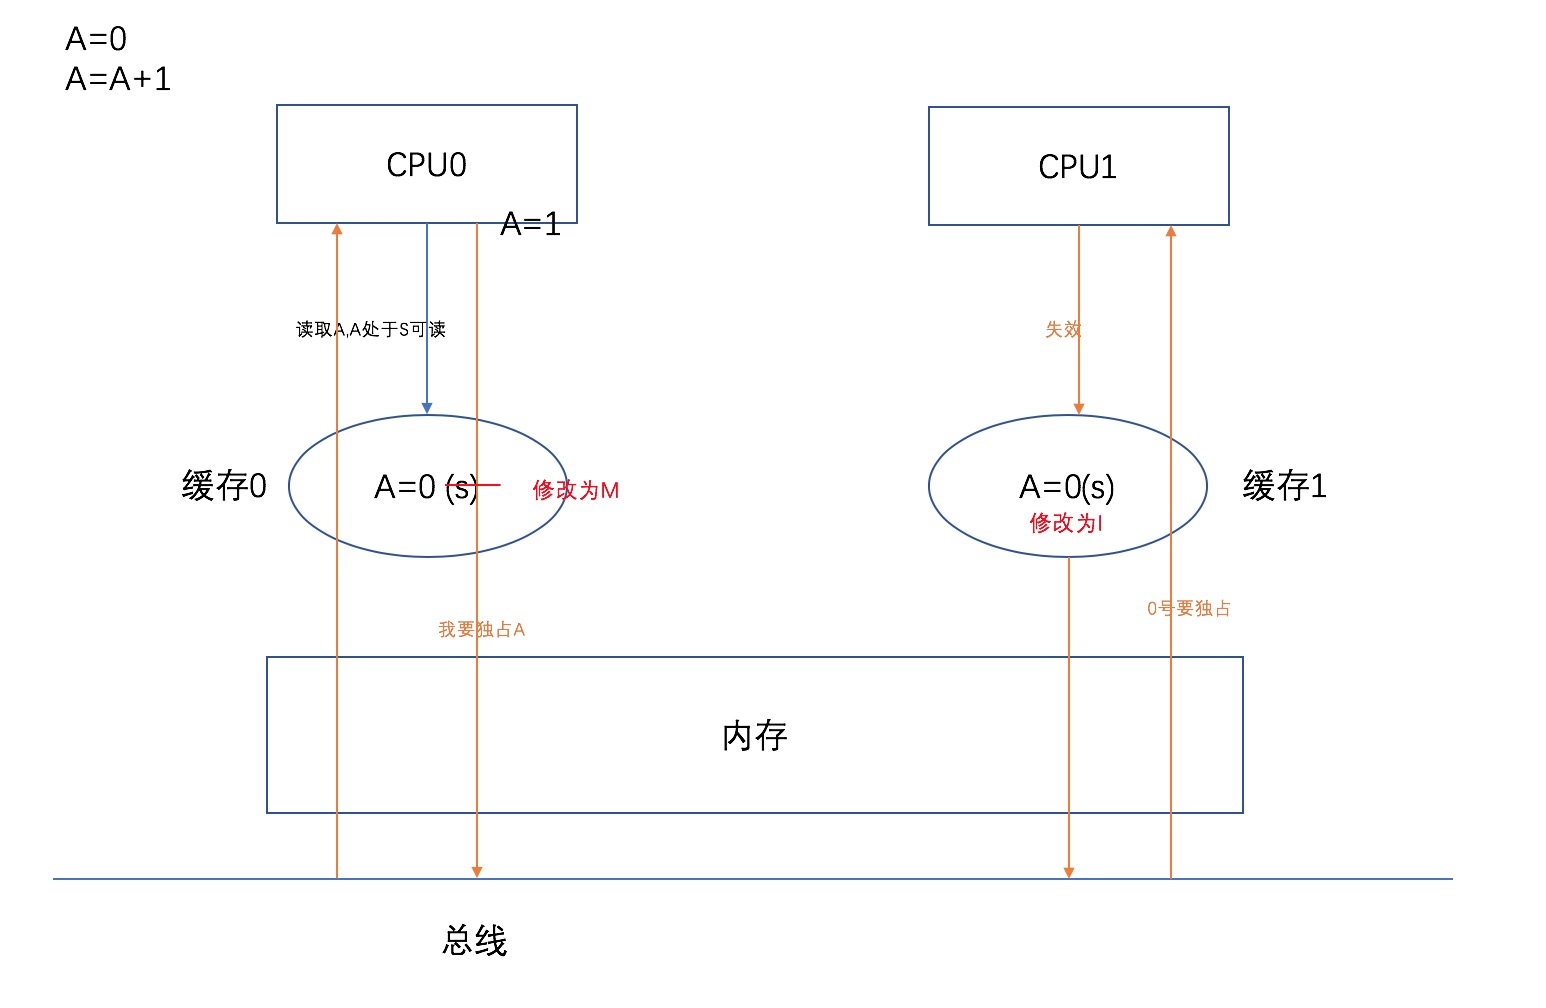 A=0
A=A+1
CPU0
CPU1
A=1
读取A,A处于S可读
失效
缓存0
A=0 (s)
修改为M
A=0(s)
修改为I
缓存1
0号要独占
我要独占A
内存
总线